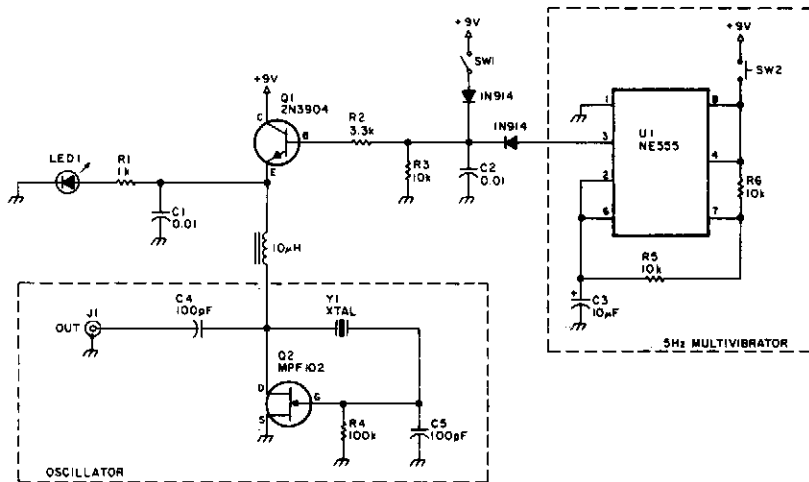 +9V
SW1
+9V
SW2
+9V
Q1
2N3904
C
B
E
R2
3.3k
1N914
1N914
R3
10k
C2
0.01
1
8
3
U1
NE555
4
2
6
7
R6
10k
R5
10k
+
C3
10µF
LED1
R1
1k
C1
0.01
10µH
5Hz MULTIVIBRATOR
J1
OUT
C4
100pF
Y1
XTAL
Q2
MPF102
D
G
S
R4
100k
C5
100pF
OSCILLATOR